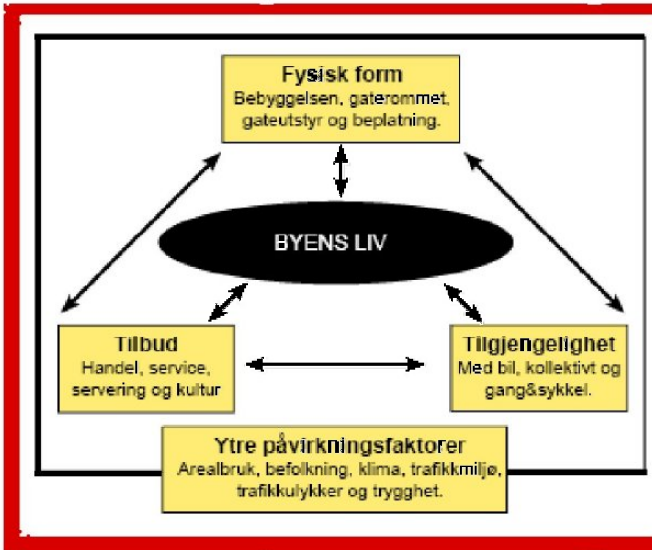 Fysisk form
Bebyggelsen, gaterommet,
gateutstyr og beplatning.
BYENS LIV
Tilbud
Handel, service,
servering og kultur
Tilgjengelighet
Med bil, kollektivt og
gang&sykkel.
Ytre påvirkningsfaktorer
Arealbruk, befolkning, klima, trafikkmiljø,
trafikkulykker og trygghet.